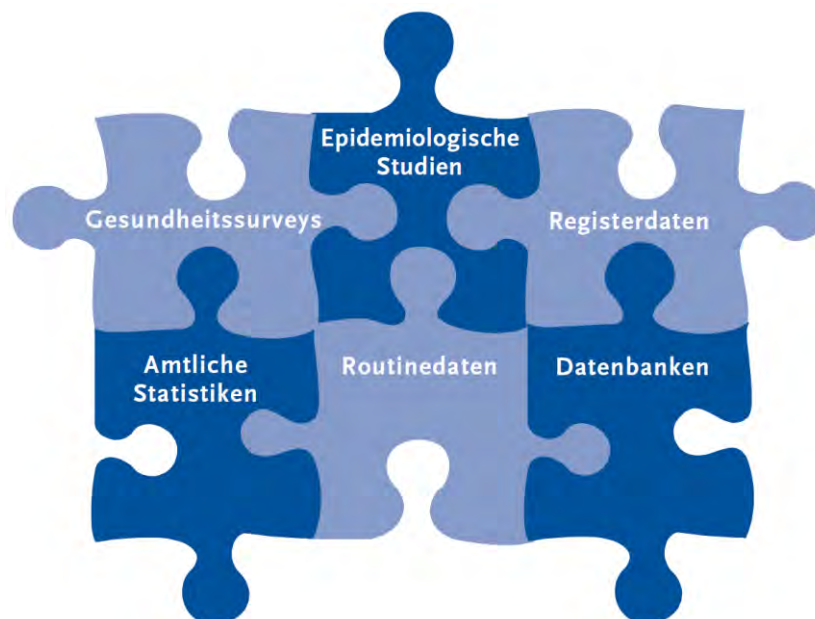 Epidemiologische
Studien
Gesundheitssurveys
Registerdaten
Amtliche
Statistiken
Routinedaten
Datenbanken